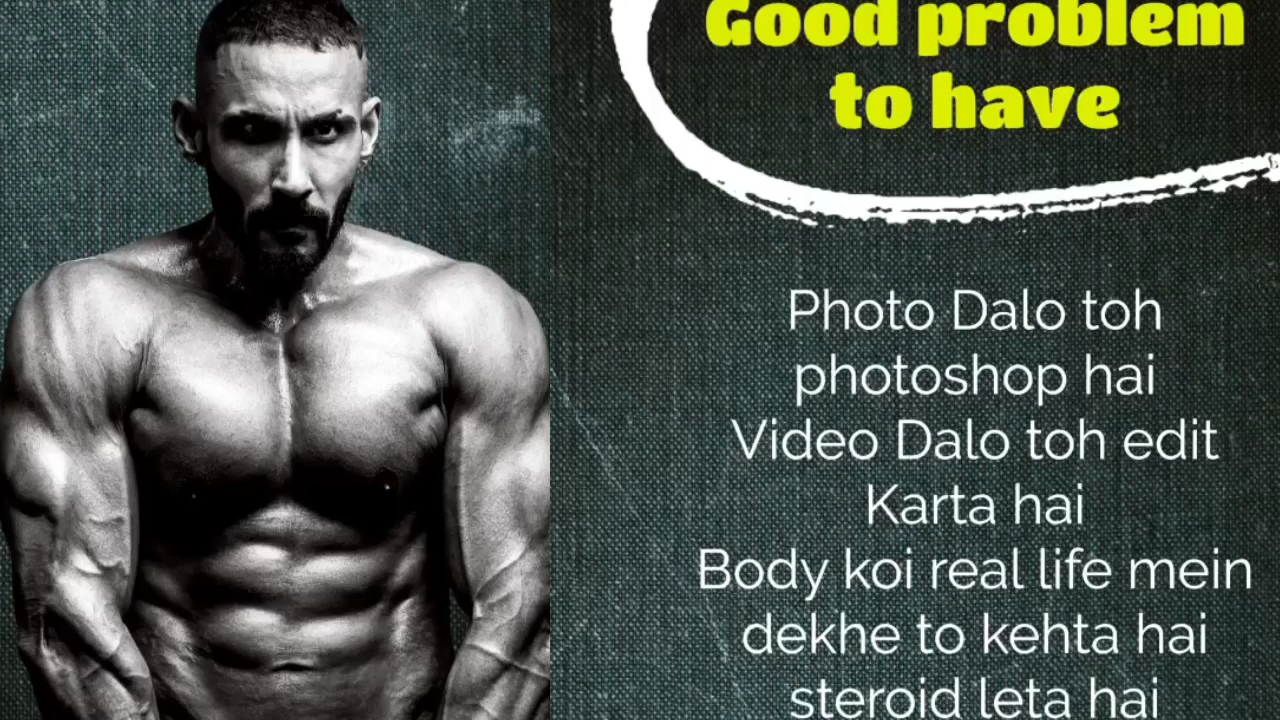 Good problem
to have
Photo Dalo toh
photoshop hai
Video Dalo toh edit
Karta hai
Body koi real life mein
dekhe to kehta hai
steroid leta hai